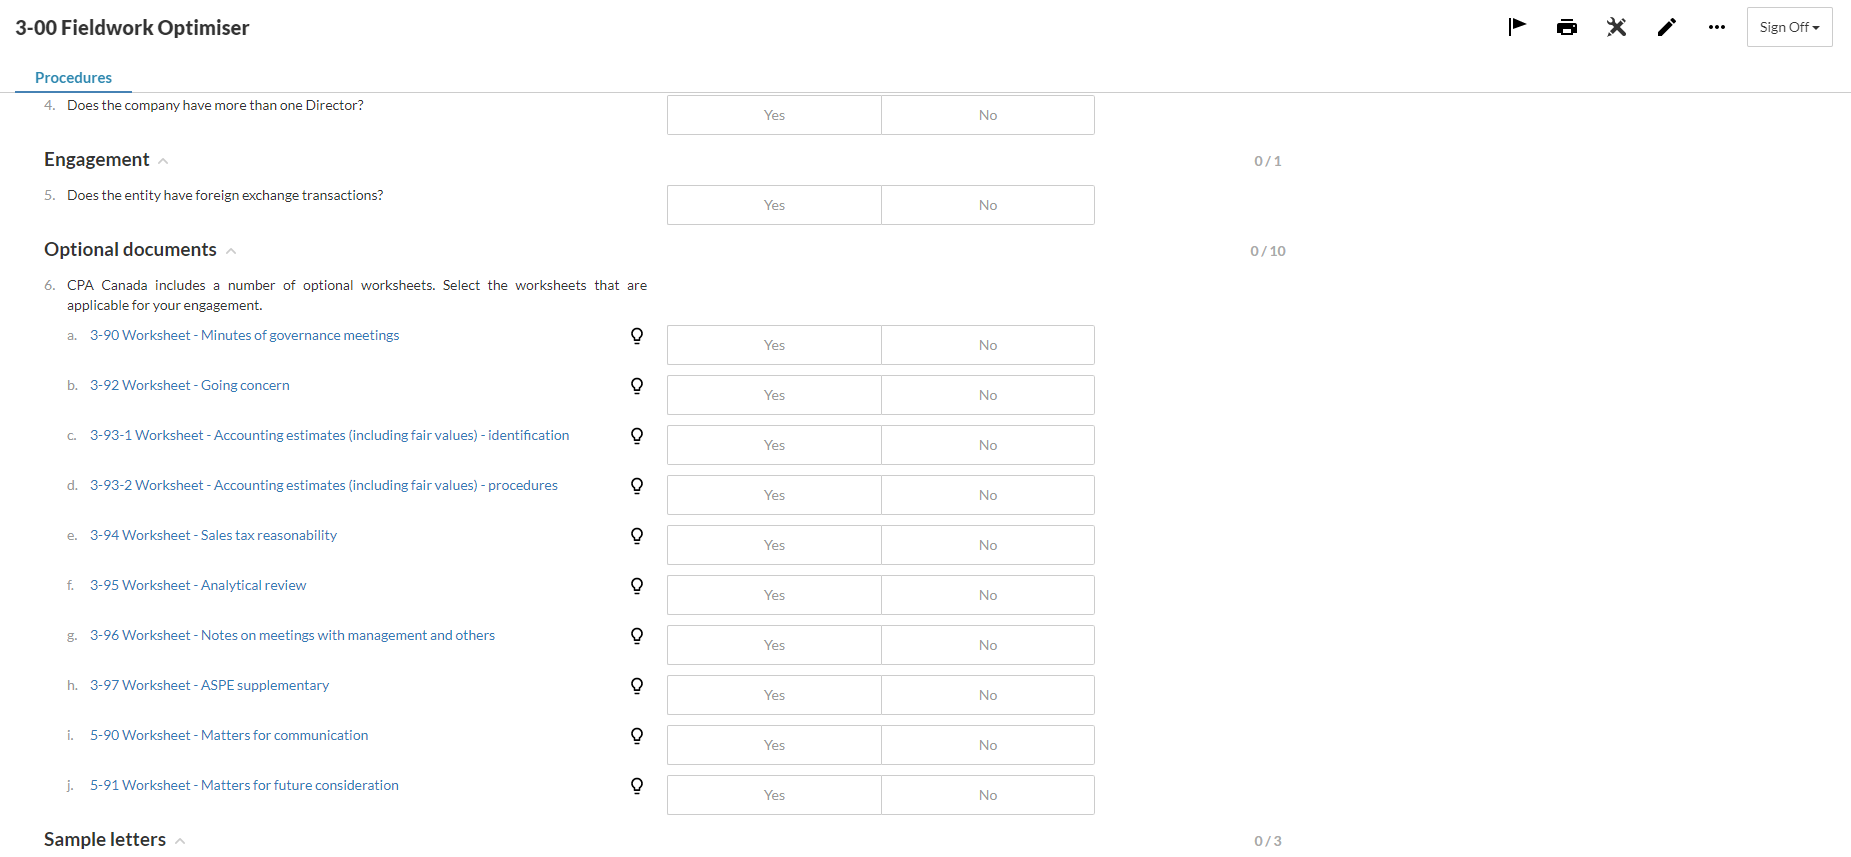 3-00 Fieldwork Optimiser
Sign Off
Procedures
4. Does the company have more than one Director? Yes No
Engagement 0 / 1
5. Does the entity have foreign exchange transactions? Yes No
Optional documents 0 / 10
6. CPA Canada includes a number of optional worksheets. Select the worksheets that are
applicable for your engagement.
a. 3-90 Worksheet - Minutes of governance meetings Yes No
b. 3-92 Worksheet - Going concern Yes No
c. 3-93-1 Worksheet - Accounting estimates (including fair values) - identification Yes No
d. 3-93-2 Worksheet - Accounting estimates (including fair values) - procedures Yes No
e. 3-94 Worksheet - Sales tax reasonability Yes No
f. 3-95 Worksheet - Analytical review Yes No
g. 3-96 Worksheet - Notes on meetings with management and others Yes No
h. 3-97 Worksheet - ASPE supplementary Yes No
i. 5-90 Worksheet - Matters for communication Yes No
j. 5-91 Worksheet - Matters for future consideration Yes No
Sample letters 0 / 3